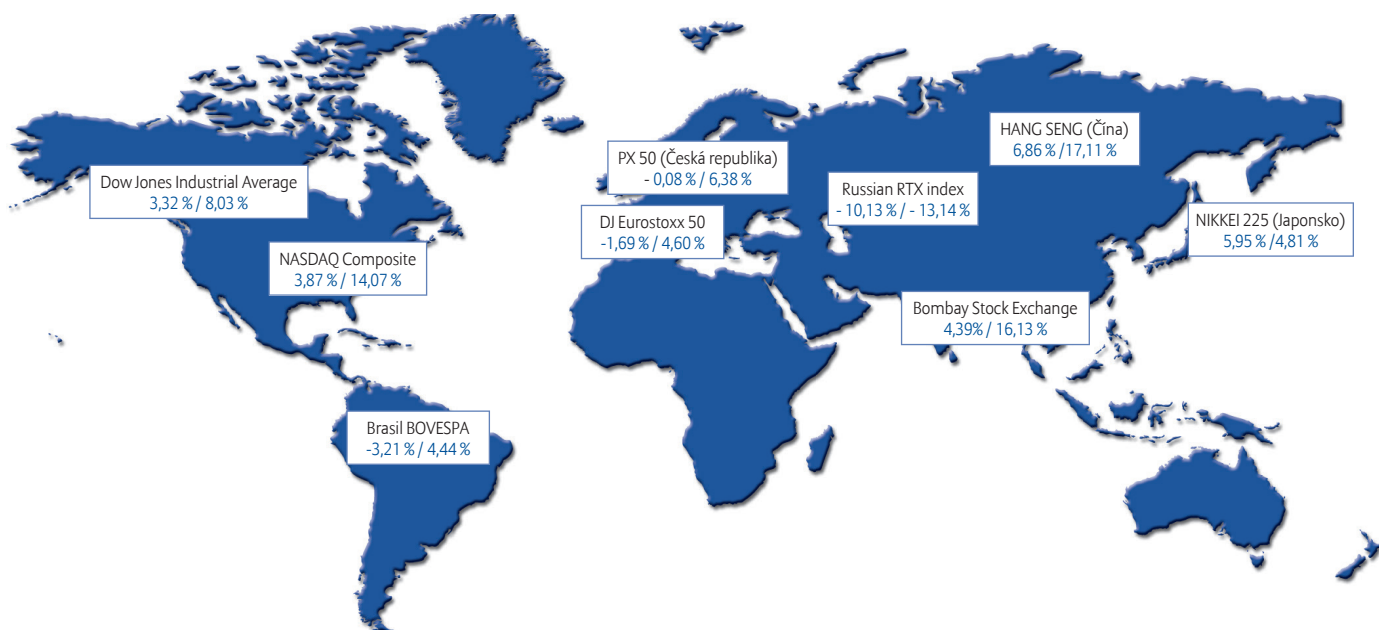 HANG SENG (Čína)
6,86 % /17,11 %
PX 50 (Česká republika)
- 0,08 % / 6,38 %
Dow Jones Industrial Average
3,32 % / 8,03 %
Russian RTX index
- 10,13 % / - 13,14 %
DJ Eurostoxx 50
-1,69 % / 4,60 %
NIKKEI 225 (Japonsko)
5,95 % /4,81 %
NASDAQ Composite
3,87 % / 14,07 %
Bombay Stock Exchange
4,39% / 16,13 %
Brasil BOVESPA
-3,21 % / 4,44 %